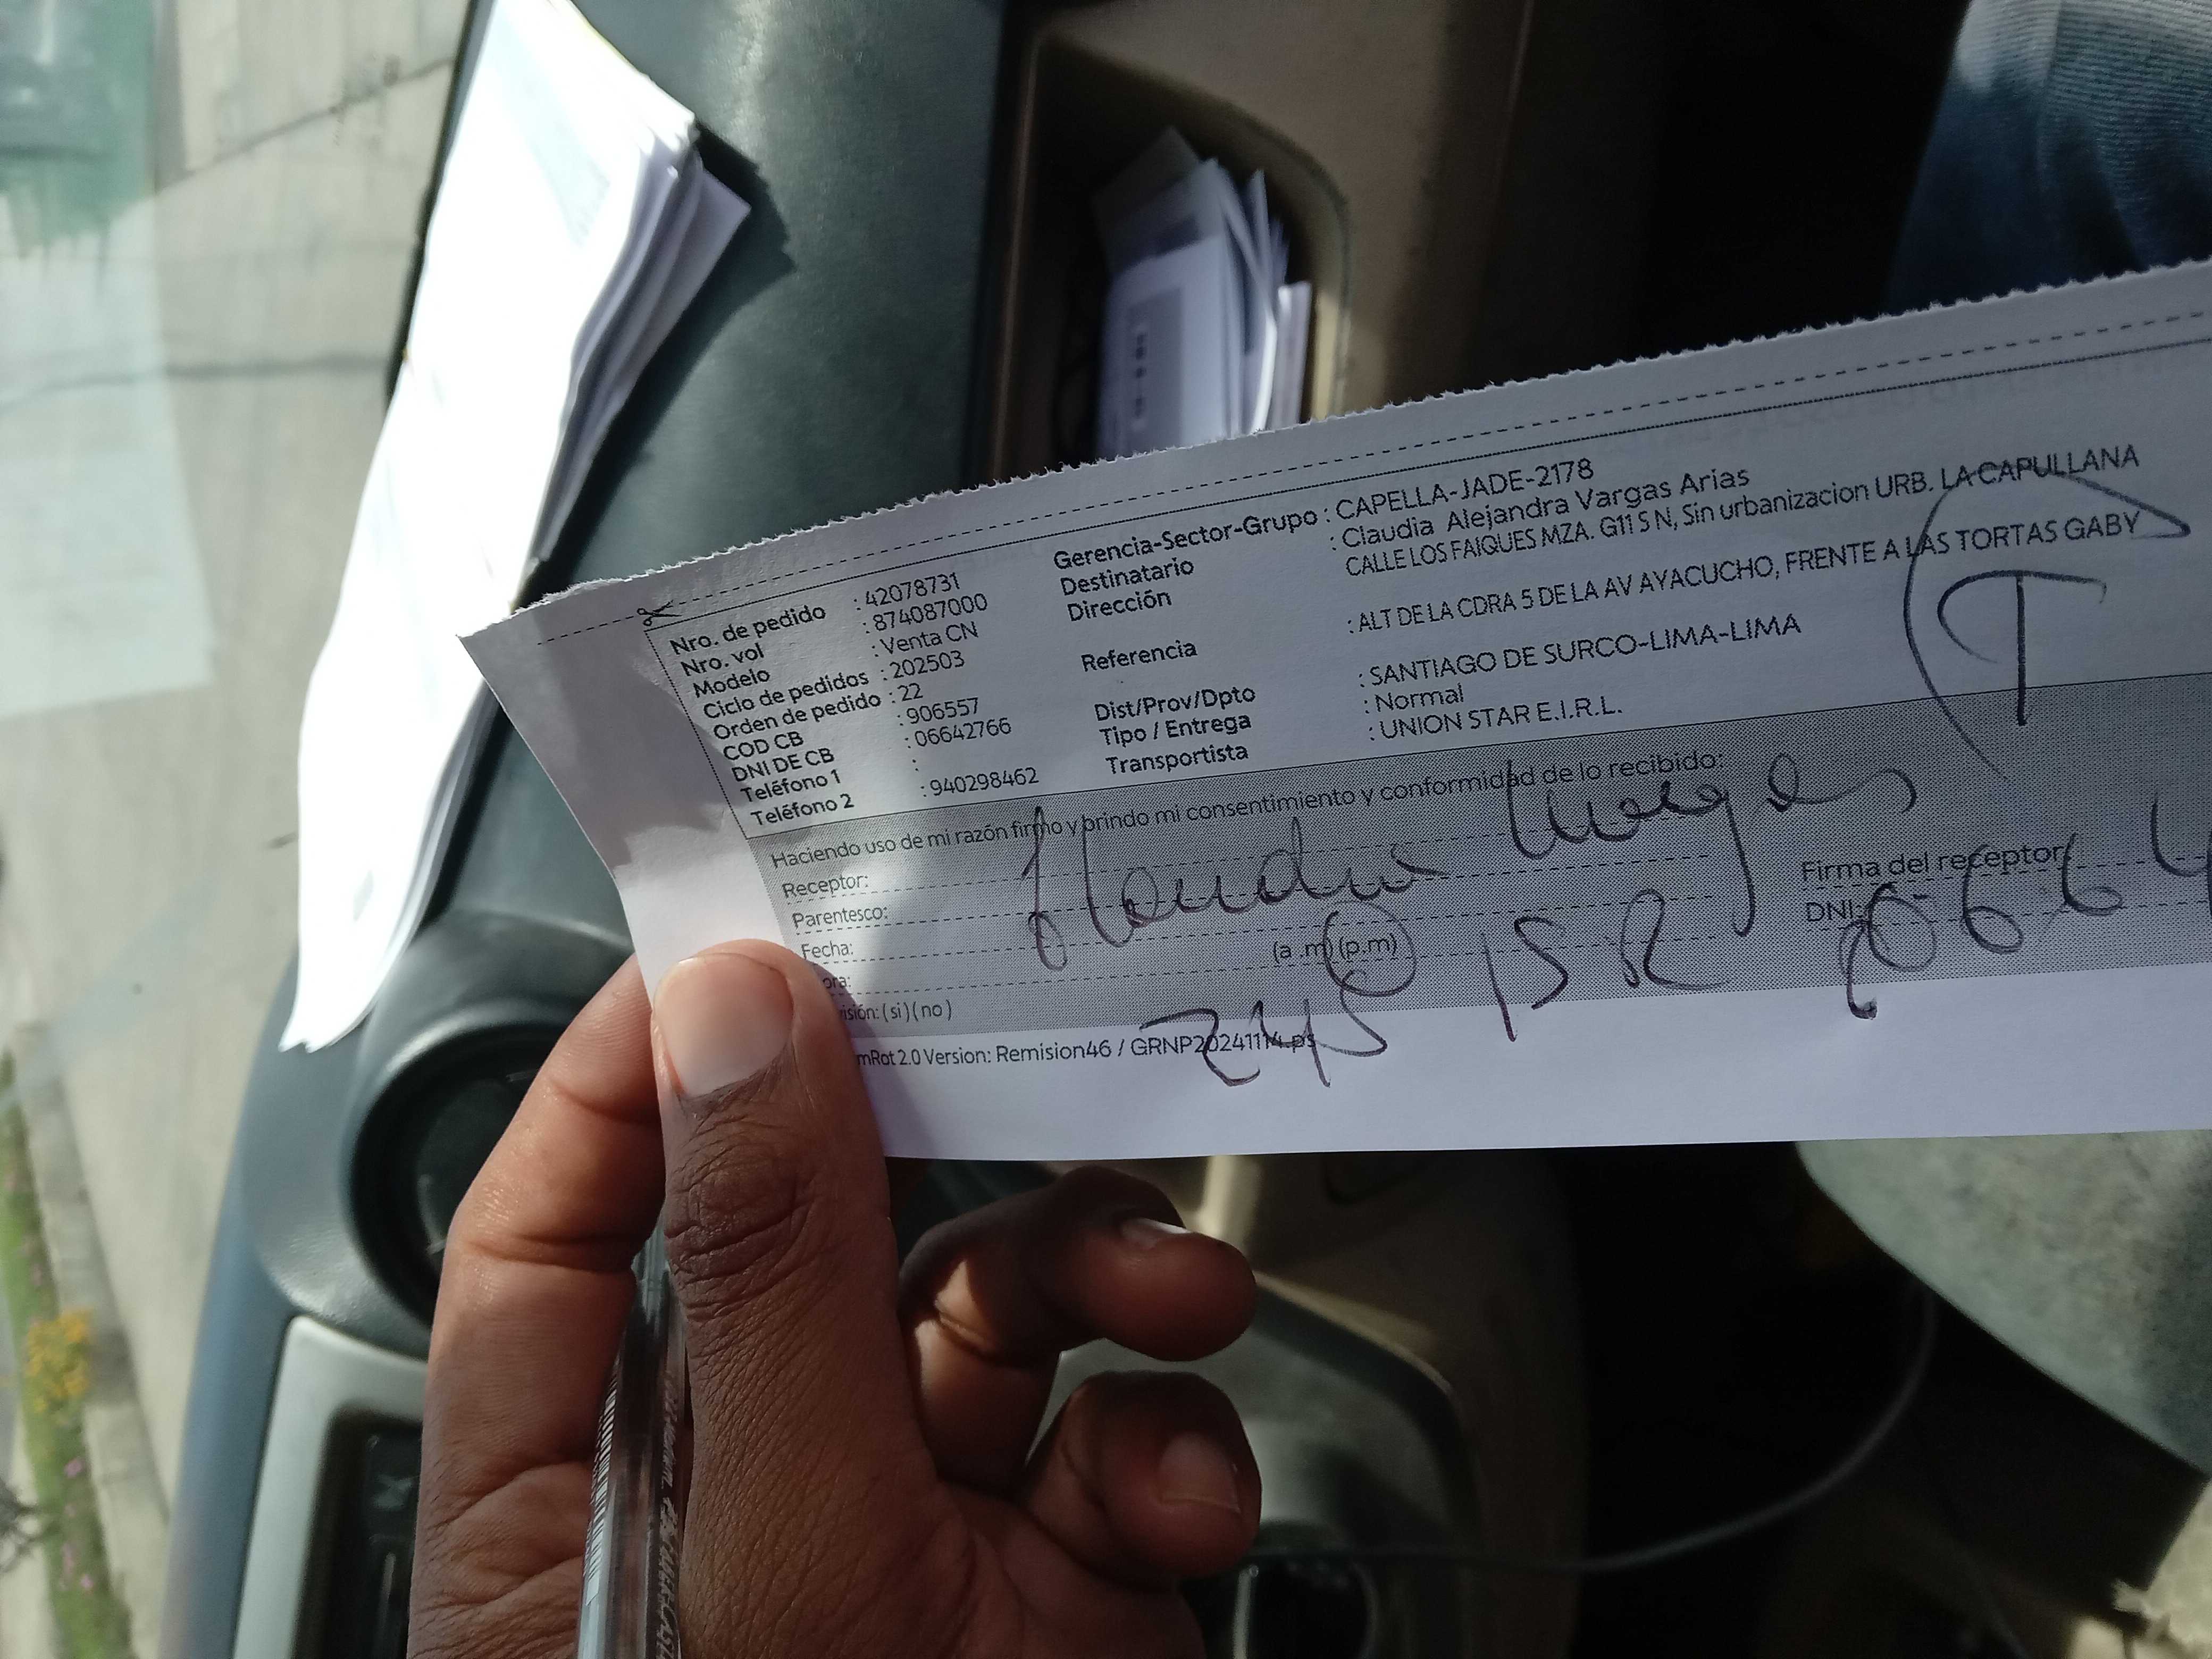 Nro. de pedido : 42078731
Nro. vol : 874087000
Modelo : Venta CN
Ciclo de pedidos : 202503
Orden de pedido : 22
COD CB : 906557
DNI DE CB : 06642766
Teléfono 1 :
Teléfono 2 : 940298462
Gerencia-Sector-Grupo : CAPELLA-JADE-2178
Destinatario : Claudia Alejandra Vargas Arias
Dirección CALLE LOS FAIQUES MZA. G11 S N, Sin urbanizacion URB. LA CAPULLANA
Referencia : ALT DE LA CDRA 5 DE LA AV AYACUCHO, FRENTE A LAS TORTAS GABY
Dist/Prov/Dpto : SANTIAGO DE SURCO-LIMA-LIMA
Tipo / Entrega : Normal
Transportista : UNION STAR E.I.R.L.
T
Haciendo uso de mi razón firmo y brindo mi consentimiento y conformidad de lo recibido:
Receptor:
Parentesco:
Fecha:
ora: (a .m) (p.m)
isión: ( si ) ( no )
Firma del receptor
DNI: 0664
245
mRot 2.0 Version: Remision46 / GRNP20241114.ps